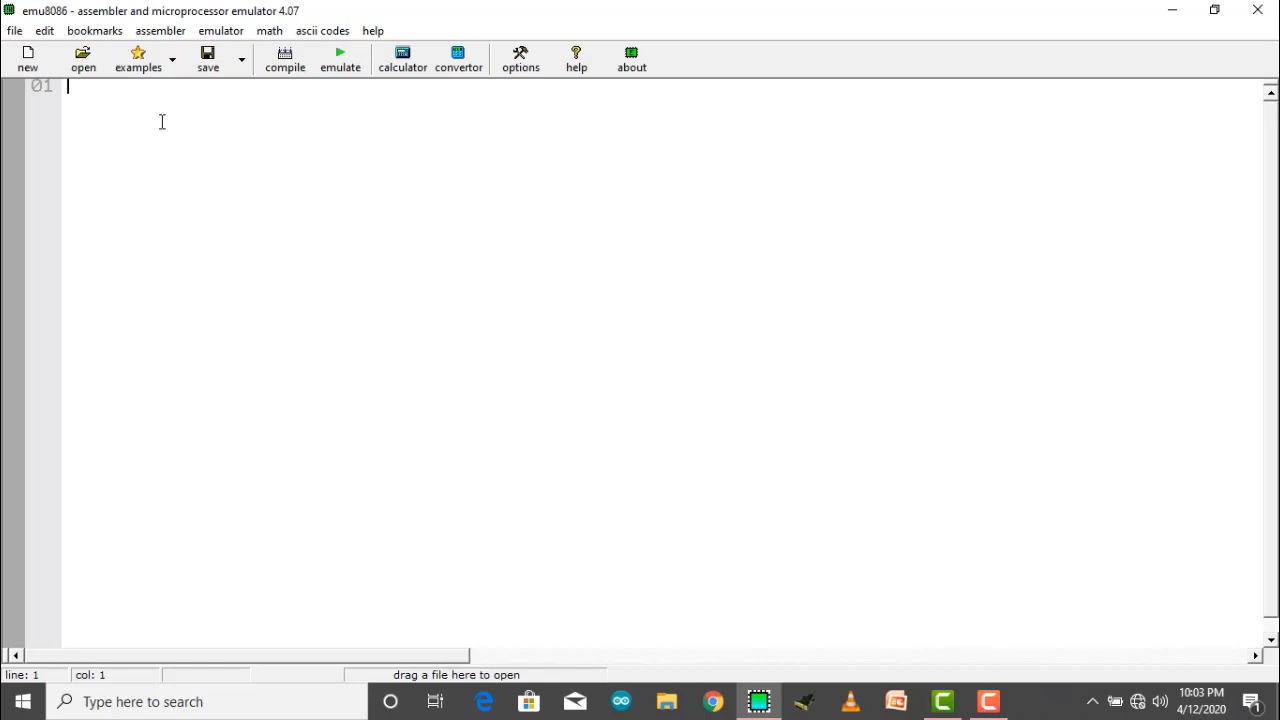 emu8086 - assembler and microprocessor emulator 4.07
file edit bookmarks assembler emulator math ascii codes help
new open examples save compile emulate calculator convertor options help about
01
line: 1 col: 1 drag a file here to open
Type here to search
10:03 PM
4/12/2020
1